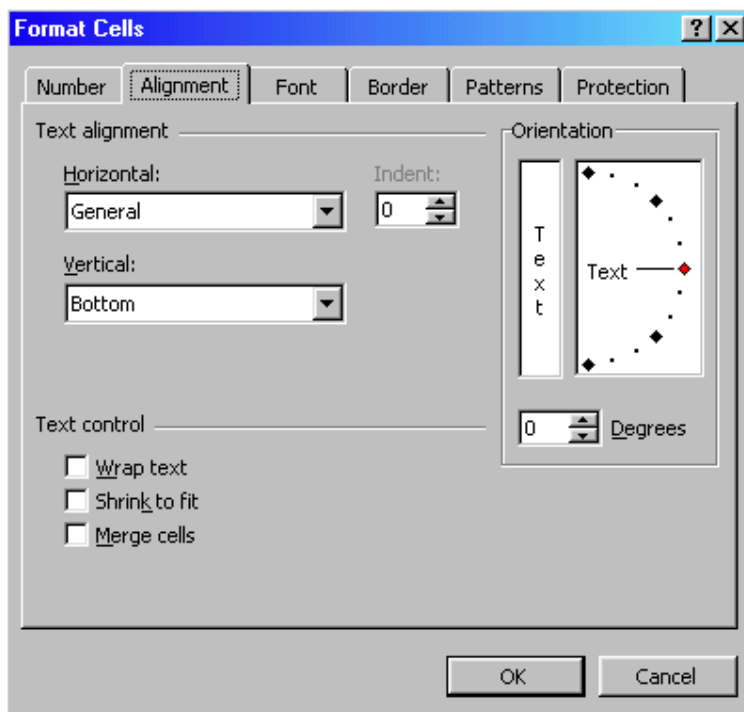 Format Cells
Number Alignment Font Border Patterns Protection
Text alignment
Horizontal:
General
Indent:
0
Vertical:
Bottom
Orientation
Text
Text
0 Degrees
Text control
Wrap text
Shrink to fit
Merge cells
OK Cancel